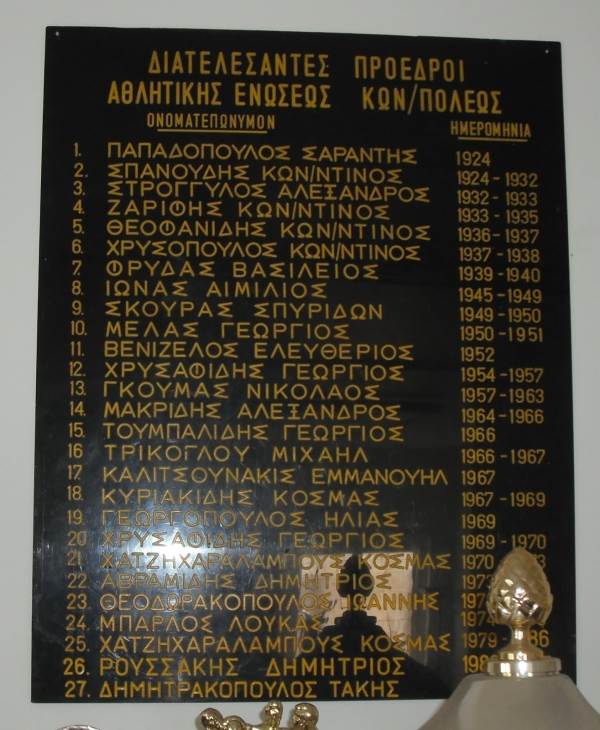 ΔΙΑΤΕΛΕΣΑΝΤΕΣ ΠΡΟΕΔΡΟΙ
ΑΘΛΗΤΙΚΗΣ ΕΝΩΣΕΩΣ ΚΩΝ/ΠΟΛΕΩΣ
ΟΝΟΜΑΤΕΠΩΝΥΜΟΝ ΗΜΕΡΟΜΗΝΙΑ
1. ΠΑΠΑΔΟΠΟΥΛΟΣ ΣΑΡΑΝΤΗΣ 1924
2. ΣΠΑΝΟΥΔΗΣ ΚΩΝ/ΝΤΙΝΟΣ 1924-1932
3. ΣΤΡΟΓΓΥΛΟΣ ΑΛΕΞΑΝΔΡΟΣ 1932-1933
4. ΖΑΡΙΦΗΣ ΚΩΝ/ΝΤΙΝΟΣ 1933-1935
5. ΘΕΟΦΑΝΙΔΗΣ ΚΩΝ/ΝΤΙΝΟΣ 1936-1937
6. ΧΡΥΣΟΠΟΥΛΟΣ ΚΩΝ/ΝΤΙΝΟΣ 1937-1938
7. ΦΡΥΔΑΣ ΒΑΣΙΛΕΙΟΣ 1939-1940
8. ΙΩΝΑΣ ΑΙΜΙΛΙΟΣ 1945-1949
9. ΣΚΟΥΡΑΣ ΣΠΥΡΙΔΩΝ 1949-1950
10. ΜΕΛΑΣ ΓΕΩΡΓΙΟΣ 1950-1951
11. ΒΕΝΙΖΕΛΟΣ ΕΛΕΥΘΕΡΙΟΣ 1952
12. ΧΡΥΣΑΦΙΔΗΣ ΓΕΩΡΓΙΟΣ 1954-1957
13. ΓΚΟΥΜΑΣ ΝΙΚΟΛΑΟΣ 1957-1963
14. ΜΑΚΡΙΔΗΣ ΑΛΕΞΑΝΔΡΟΣ 1964-1966
15. ΤΟΥΜΠΑΛΙΔΗΣ ΓΕΩΡΓΙΟΣ 1966
16 ΤΡΙΚΟΓΛΟΥ ΜΙΧΑΗΛ 1966-1967
17. ΚΑΛΙΤΣΟΥΝΑΚΙΣ ΕΜΜΑΝΟΥΗΛ 1967
18. ΚΥΡΙΑΚΙΔΗΣ ΚΟΣΜΑΣ 1967-1969
19. ΓΕΩΡΓΟΠΟΥΛΟΣ ΗΛΙΑΣ 1969
20 ΧΡΥΣΑΦΙΔΗΣ ΓΕΩΡΓΙΟΣ 1969-1970
21. ΧΑΤΖΗΧΑΡΑΛΑΜΠΟΥΣ ΚΟΣΜΑΣ 1970
22. ΑΒΡΑΜΙΔΗΣ ΔΗΜΗΤΡΙΟΣ 1973
23. ΘΕΟΔΩΡΑΚΟΠΟΥΛΟΣ ΙΩΑΝΝΗΣ
24. ΜΠΑΡΛΟΣ ΛΟΥΚΑΣ 1974
25. ΧΑΤΖΗΧΑΡΑΛΑΜΠΟΥΣ ΚΟΣΜΑΣ 1979-
26. ΡΟΥΣΣΑΚΗΣ ΔΗΜΗΤΡΙΟΣ
27. ΔΗΜΗΤΡΑΚΟΠΟΥΛΟΣ ΤΑΚΗΣ